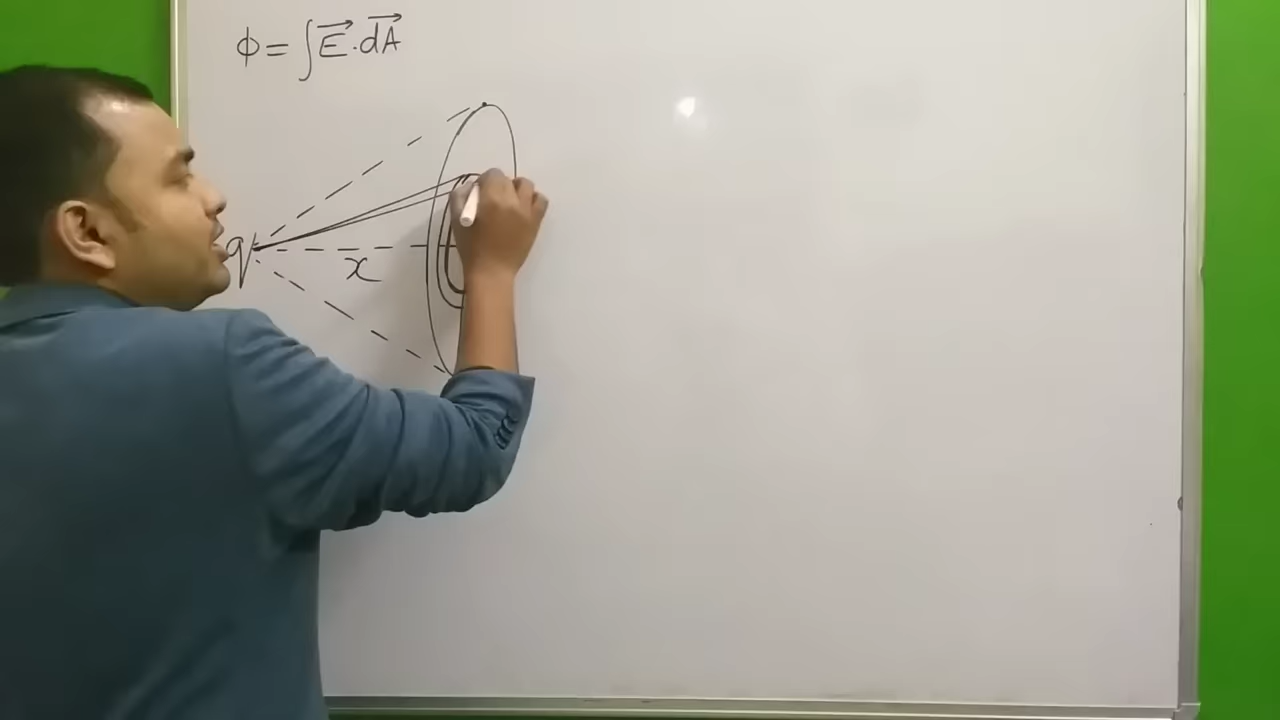 ϕ = ∫ E⃗ . dA⃗
q
x